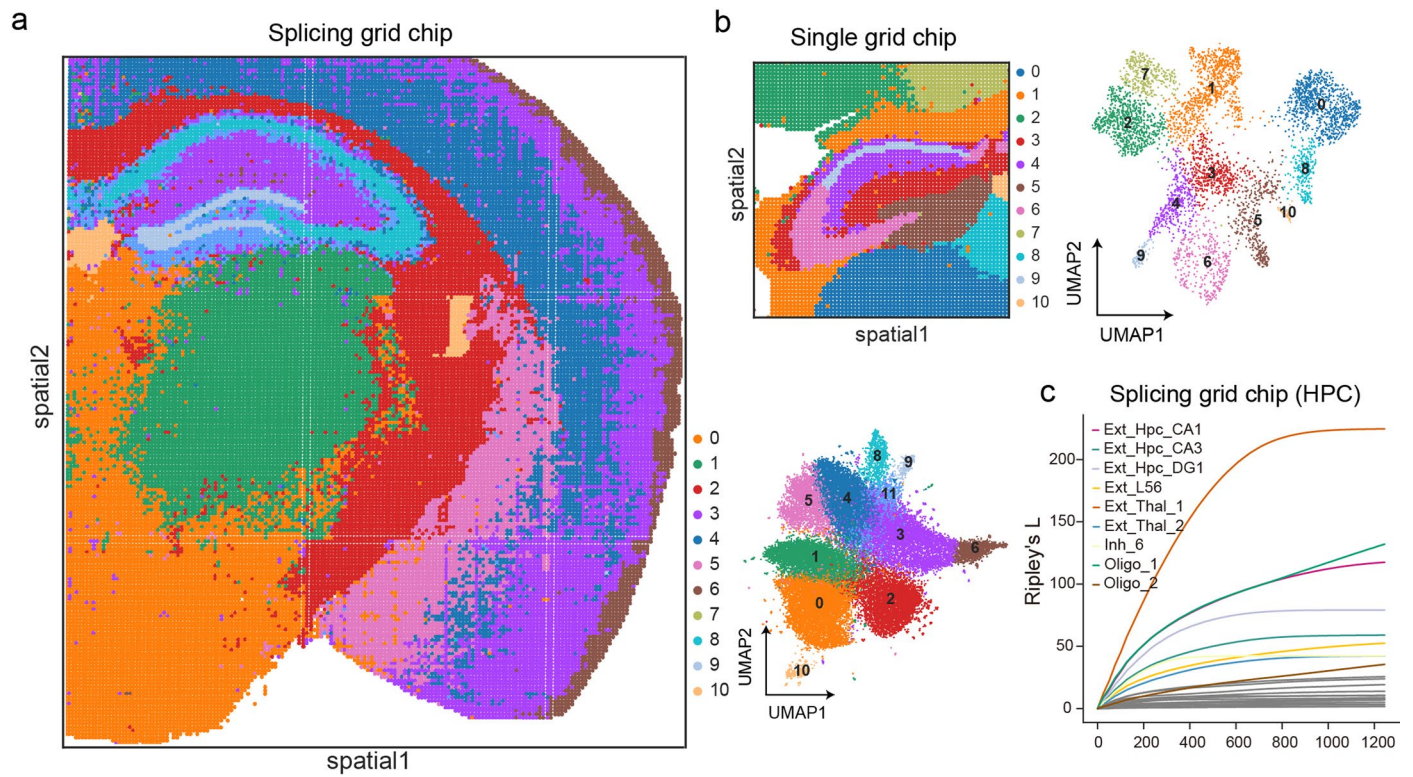 a
Splicing grid chip
spatial2
spatial1
0
1
2
3
4
5
6
7
8
9
10
8
9
11
5
4
3
6
1
0
2
10
UMAP2
UMAP1
b
Single grid chip
spatial2
spatial1
0
1
2
3
4
5
6
7
8
9
10
7
1
0
2
3
8
4
10
5
9
6
UMAP2
UMAP1
c
Splicing grid chip (HPC)
Ripley's L
200
150
100
50
0
Ext_Hpc_CA1
Ext_Hpc_CA3
Ext_Hpc_DG1
Ext_L56
Ext_Thal_1
Ext_Thal_2
Inh_6
Oligo_1
Oligo_2
0 200 400 600 800 1000 1200